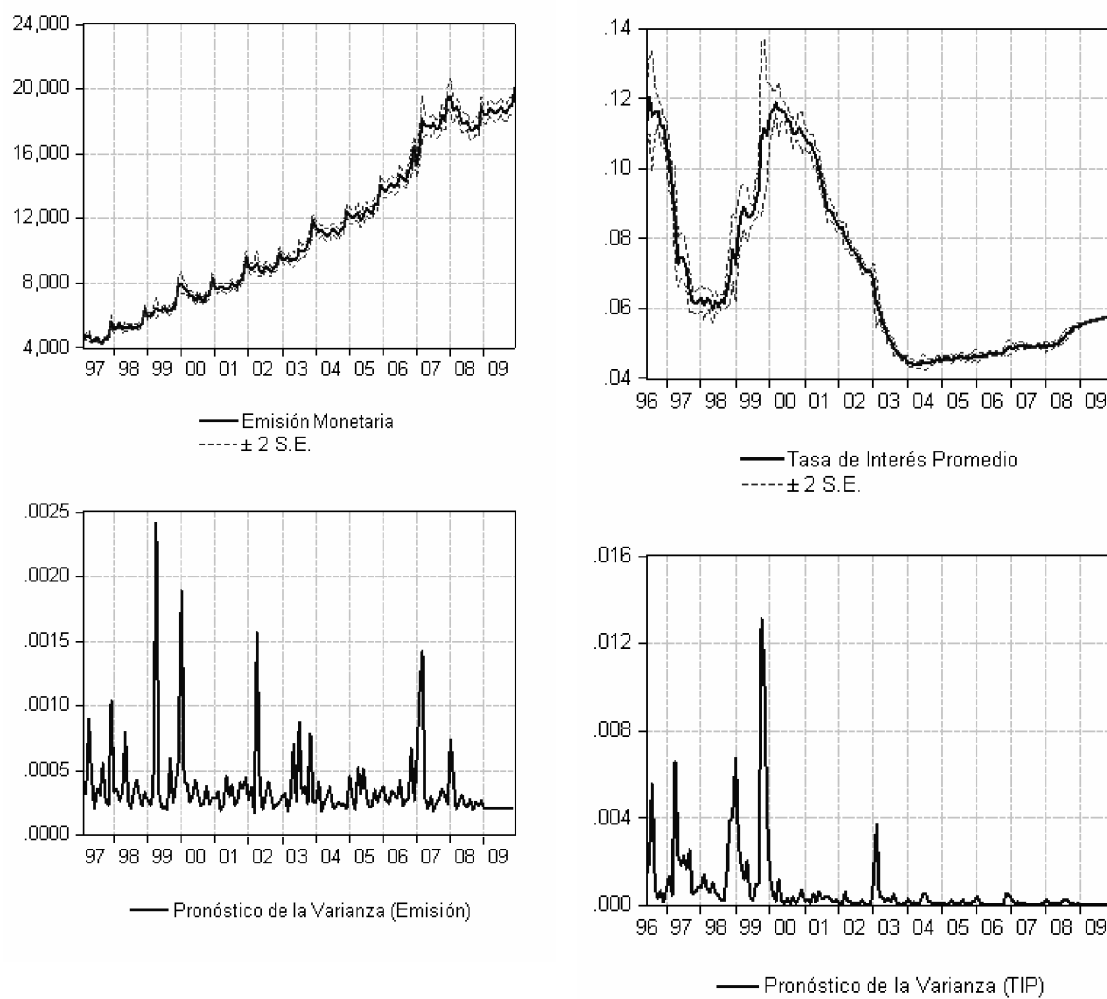 24,000
20,000
16,000
12,000
8,000
4,000
97 98 99 00 01 02 03 04 05 06 07 08 09
Emisión Monetaria
± 2 S.E.
.14
.12
.10
.08
.06
.04
96 97 98 99 00 01 02 03 04 05 06 07 08 09
Tasa de Interés Promedio
± 2 S.E.
.0025
.0020
.0015
.0010
.0005
.0000
97 98 99 00 01 02 03 04 05 06 07 08 09
Pronóstico de la Varianza (Emisión)
.016
.012
.008
.004
.000
96 97 98 99 00 01 02 03 04 05 06 07 08 09
Pronóstico de la Varianza (TIP)